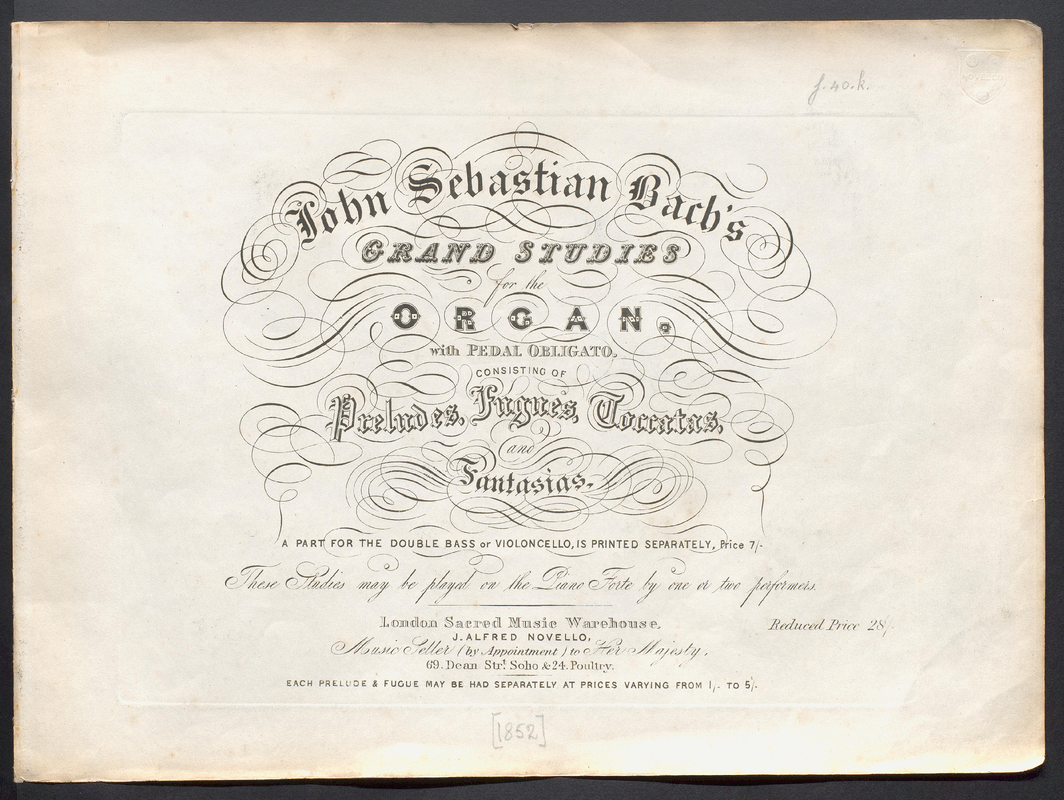 f. 40. k.
John Sebastian Bach's
GRAND STUDIES
for the
ORGAN.
with PEDAL OBLIGATO,
CONSISTING OF
Preludes, Fugues, Toccatas,
and
Fantasias.
A PART FOR THE DOUBLE BASS or VIOLONCELLO, IS PRINTED SEPARATELY, Price 7/-
These Studies may be played on the Piano Forte by one or two performers.
London Sacred Music Warehouse,
Reduced Price 28/-
J. ALFRED NOVELLO,
Music Seller (by Appointment) to Her Majesty,
69. Dean Strt. Soho & 24. Poultry.
EACH PRELUDE & FUGUE MAY BE HAD SEPARATELY AT PRICES VARYING FROM 1/- TO 5/-
[1852]